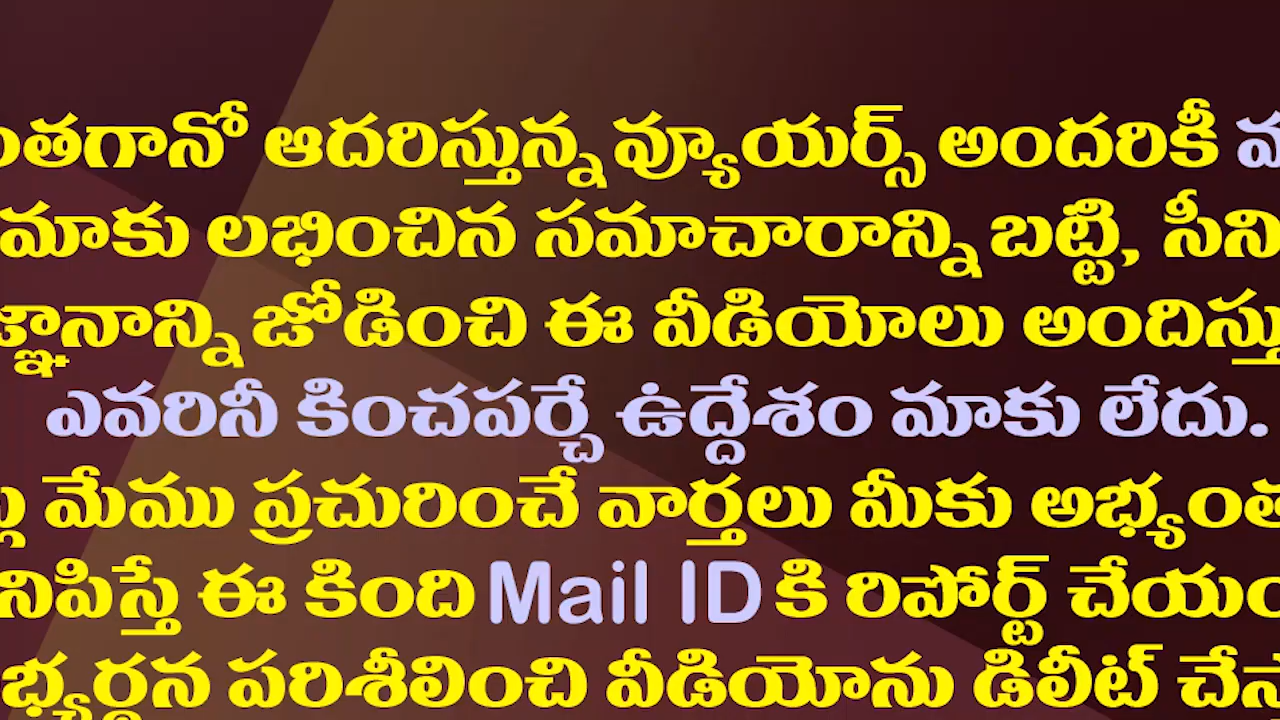 ంతగానో ఆదరిస్తున్న వ్యూయర్స్ అందరికీ
మాకు లభించిన సమాచారాన్ని బట్టి, సీని
జ్ఞానాన్ని జోడించి ఈ వీడియోలు అందిస్తు
ఎవరినీ కించపర్చే ఉద్దేశం మాకు లేదు.
మేము ప్రచురించే వార్తలు మీకు అభ్యంత
నిపిస్తే ఈ కింది Mail ID కి రిపోర్ట్ చేయం
భ్యర్థన పరిశీలించి వీడియోను డిలీట్ చేస